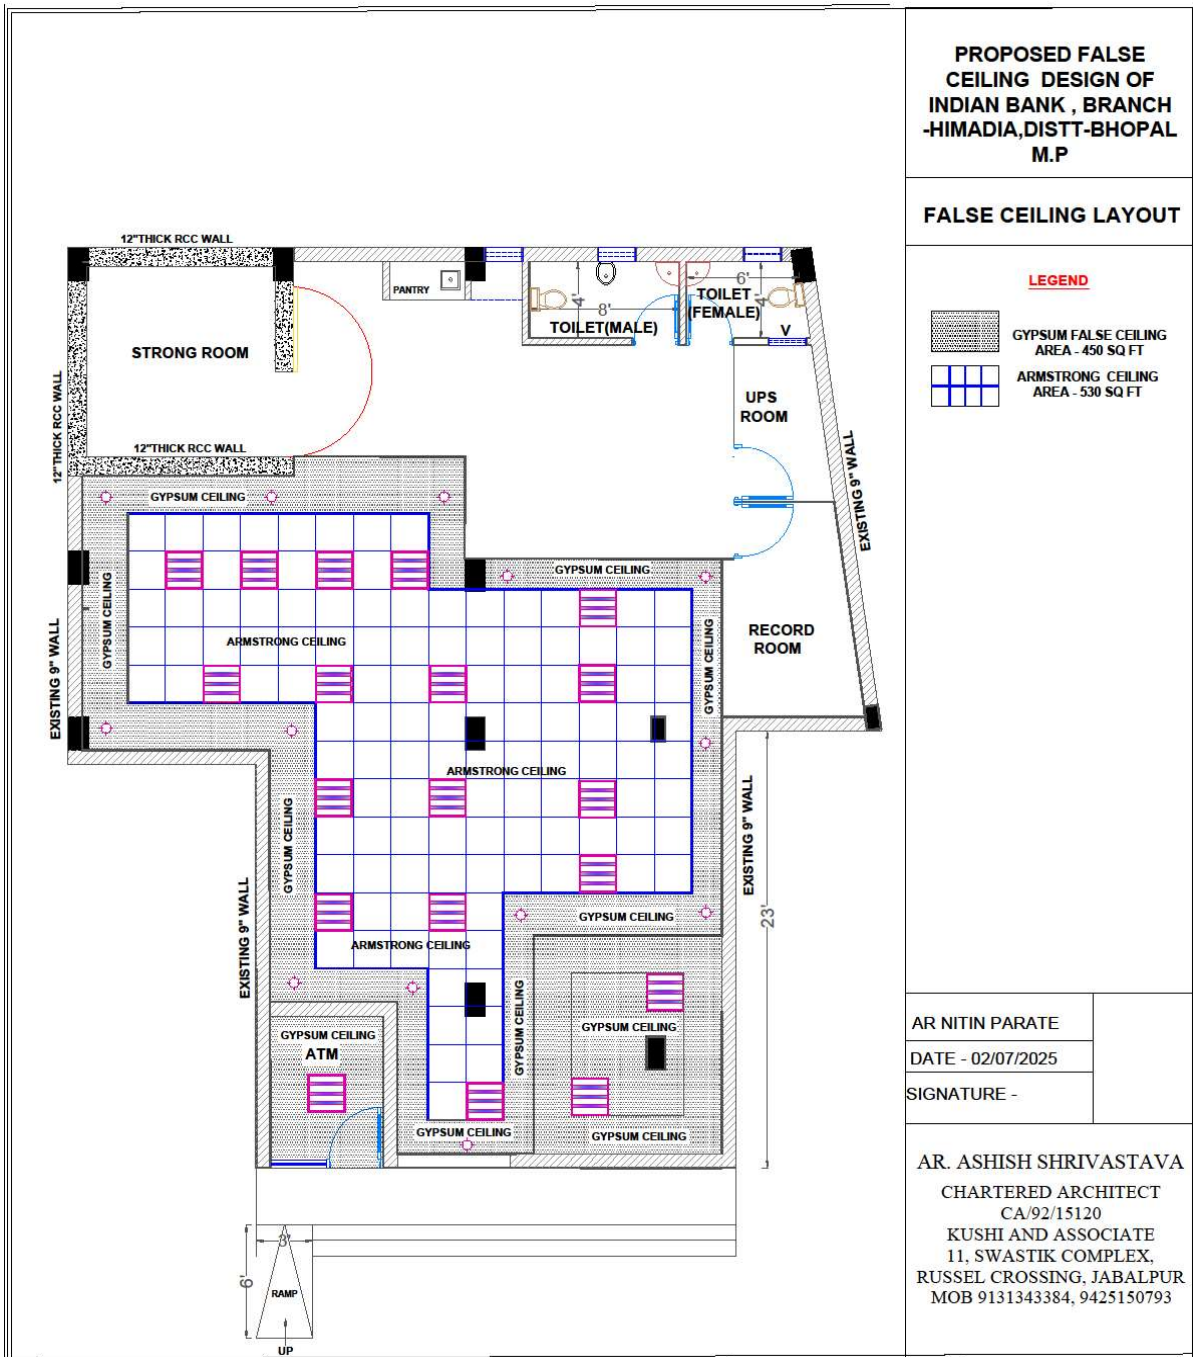 PROPOSED FALSE
CEILING DESIGN OF
INDIAN BANK , BRANCH
-HIMADIA,DISTT-BHOPAL
M.P
FALSE CEILING LAYOUT
LEGEND
GYPSUM FALSE CEILING
AREA - 450 SQ FT
ARMSTRONG CEILING
AREA - 530 SQ FT
12"THICK RCC WALL
PANTRY
4'
8'
TOILET(MALE)
6'
4'
TOILET
(FEMALE)
V
STRONG ROOM
12"THICK RCC WALL
12"THICK RCC WALL
UPS
ROOM
EXISTING 9" WALL
GYPSUM CEILING
GYPSUM CEILING
GYPSUM CEILING
ARMSTRONG CEILING
GYPSUM CEILING
RECORD
ROOM
EXISTING 9" WALL
ARMSTRONG CEILING
GYPSUM CEILING
EXISTING 9" WALL
23'
GYPSUM CEILING
EXISTING 9" WALL
ARMSTRONG CEILING
GYPSUM CEILING
GYPSUM CEILING
GYPSUM CEILING
ATM
GYPSUM CEILING
GYPSUM CEILING
3'
6'
RAMP
UP
AR NITIN PARATE
DATE - 02/07/2025
SIGNATURE -
AR. ASHISH SHRIVASTAVA
CHARTERED ARCHITECT
CA/92/15120
KUSHI AND ASSOCIATE
11, SWASTIK COMPLEX,
RUSSEL CROSSING, JABALPUR
MOB 9131343384, 9425150793